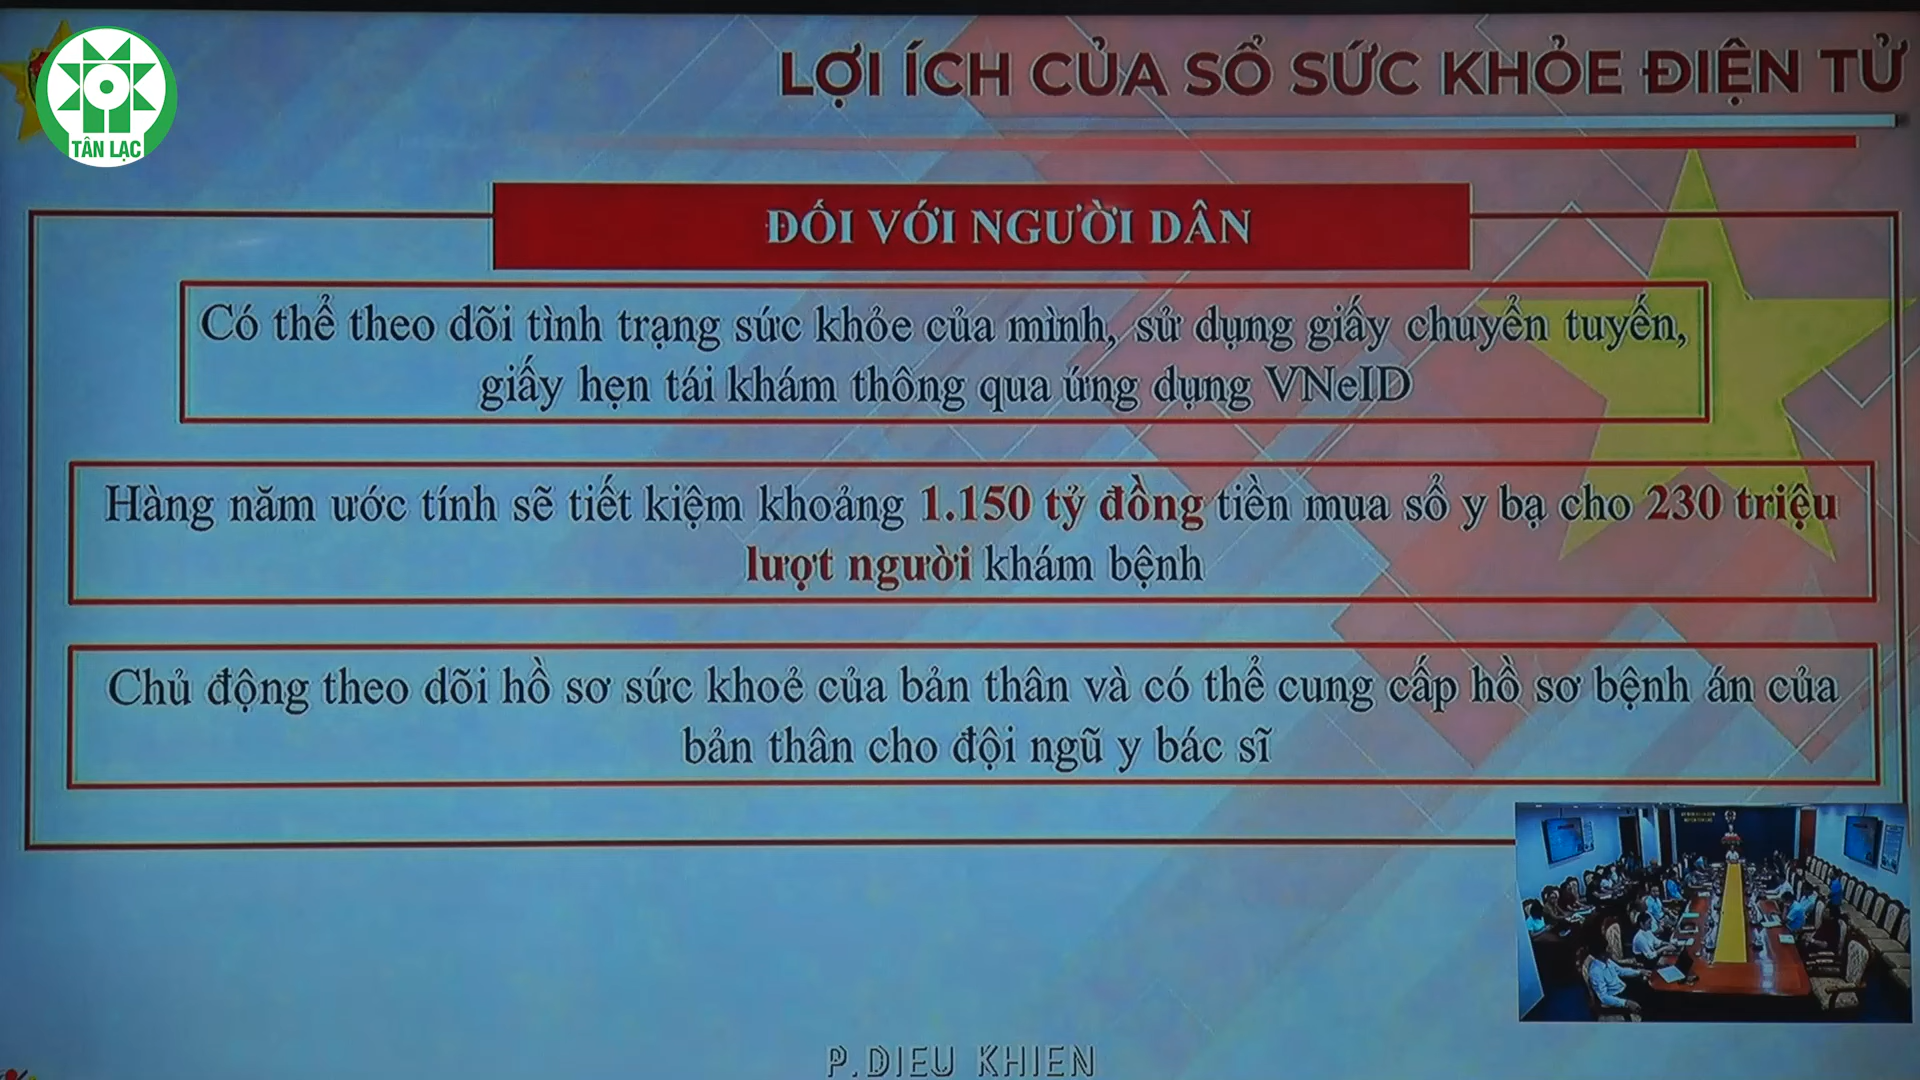 TÂN LẠC
LỢI ÍCH CỦA SỔ SỨC KHỎE ĐIỆN TỬ
ĐỐI VỚI NGƯỜI DÂN
Có thể theo dõi tình trạng sức khỏe của mình, sử dụng giấy chuyển tuyến,
giấy hẹn tái khám thông qua ứng dụng VNeID
Hàng năm ước tính sẽ tiết kiệm khoảng 1.150 tỷ đồng tiền mua sổ y bạ cho 230 triệu
lượt người khám bệnh
Chủ động theo dõi hồ sơ sức khoẻ của bản thân và có thể cung cấp hồ sơ bệnh án của
bản thân cho đội ngũ y bác sĩ
P.DIEU KHIEN